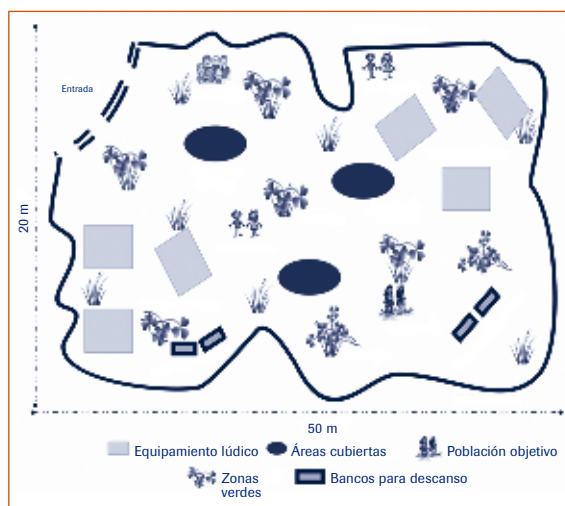 Entrada
20 m
50 m
Equipamiento lúdico
Áreas cubiertas
Población objetivo
Zonas
verdes
Bancos para descanso